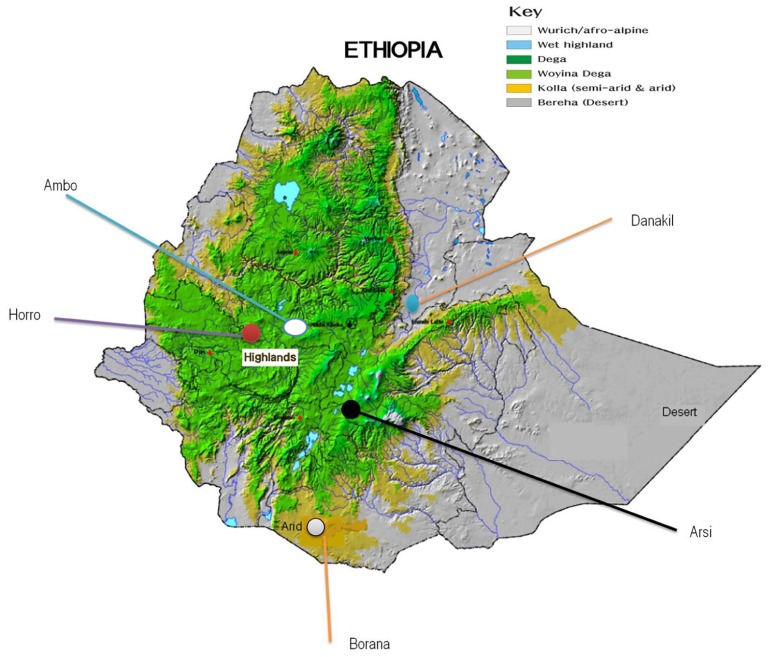 Key
Wurich/afro-alpine
Wet highland
Dega
Woyina Dega
Kolla (semi-arid & arid)
Bereha (Desert)
ETHIOPIA
Ambo
Danakil
Horro
Highlands
Desert
Arid
Arsi
Borana